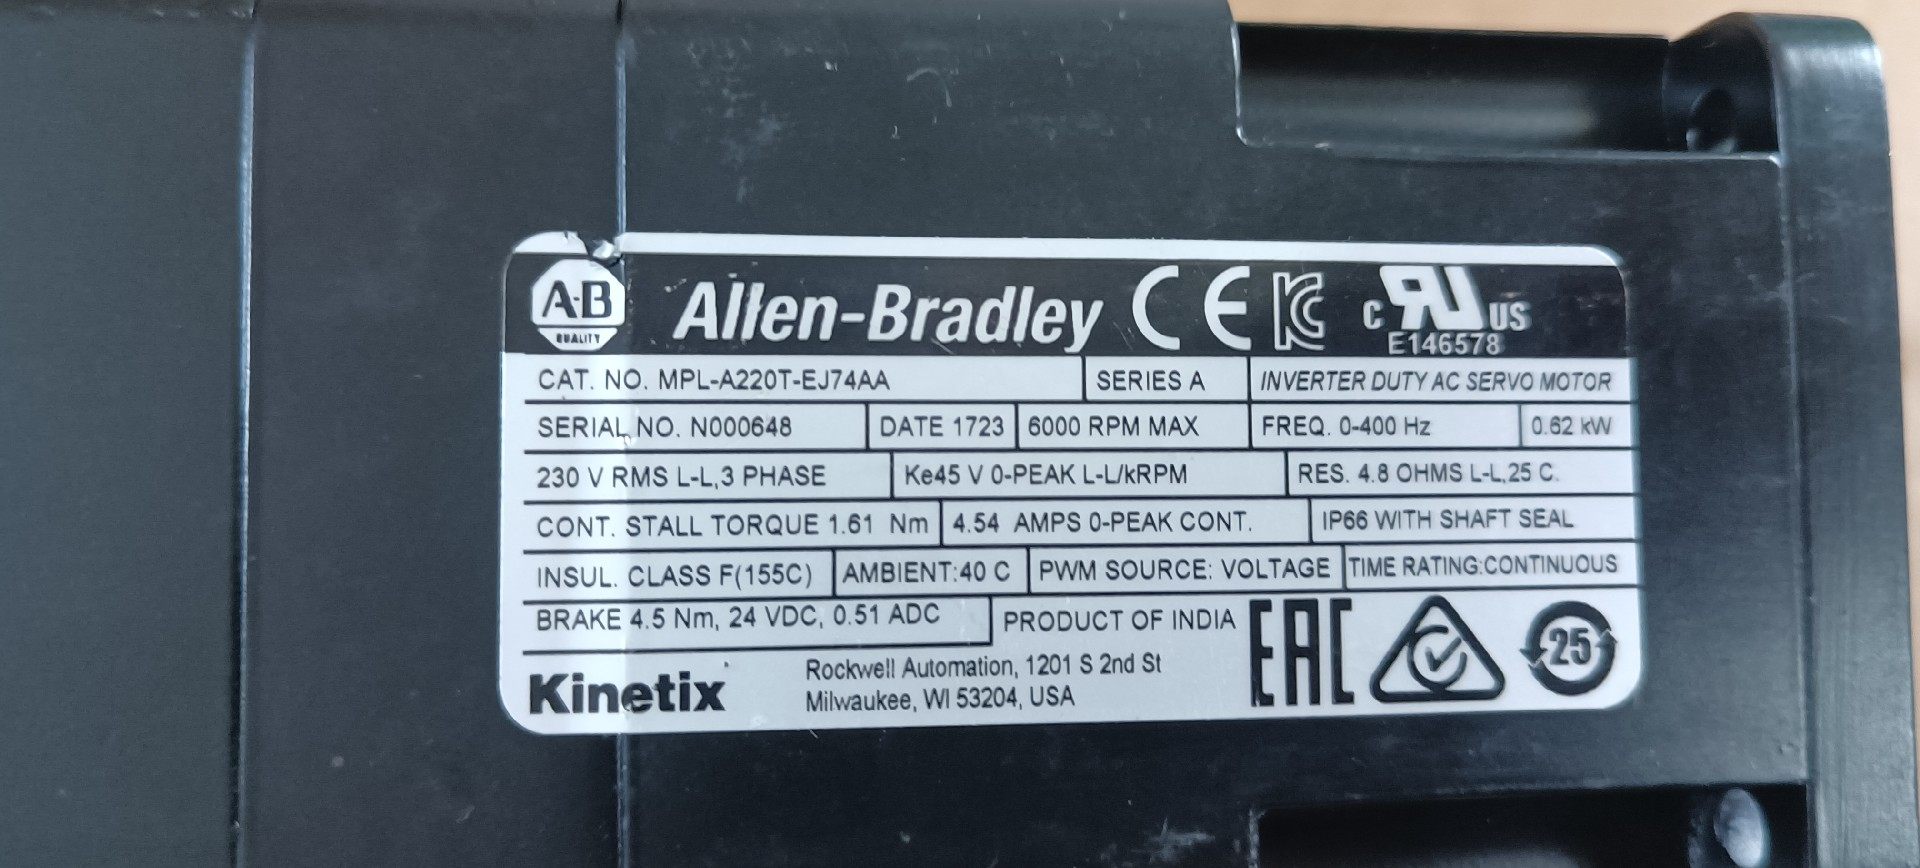 A-B QUALITY Allen-Bradley CE KC c RU US
E146578
CAT. NO. MPL-A220T-EJ74AA SERIES A INVERTER DUTY AC SERVO MOTOR
SERIAL NO. N000648 DATE 1723 6000 RPM MAX FREQ. 0-400 Hz 0.62 kW
230 V RMS L-L,3 PHASE Ke45 V 0-PEAK L-L/kRPM RES. 4.8 OHMS L-L,25 C.
CONT. STALL TORQUE 1.61 Nm 4.54 AMPS 0-PEAK CONT. IP66 WITH SHAFT SEAL
INSUL. CLASS F(155C) AMBIENT:40 C PWM SOURCE: VOLTAGE TIME RATING:CONTINUOUS
BRAKE 4.5 Nm, 24 VDC, 0.51 ADC PRODUCT OF INDIA EAC 25
Kinetix Rockwell Automation, 1201 S 2nd St
Milwaukee, WI 53204, USA